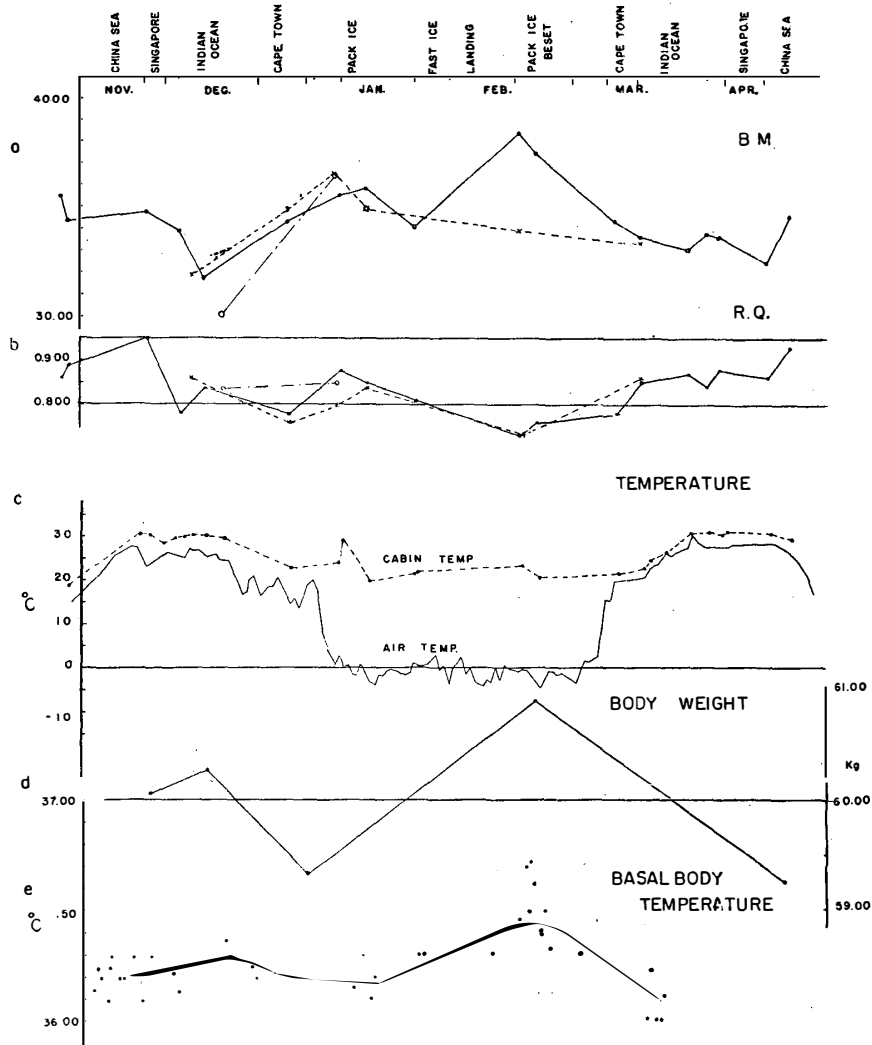 CHINA SEA
SINGAPORE
INDIAN
OCEAN
CAPE TOWN
PACK ICE
FAST ICE
LANDING
PACK ICE
BESET
CAPE TOWN
INDIAN
OCEAN
SINGAPORE
CHINA SEA
NOV.
DEG.
JAN.
FEB.
MAR.
APR.
4000
a
B M
30.00
R.Q.
b
0.900
0.800
TEMPERATURE
c
30
CABIN TEMP
20
°C
10
AIR TEMP.
0
61.00
-10
BODY WEIGHT
Kg
d
37.00
60.00
e
BASAL BODY
TEMPERATURE
.50
°C
59.00
36.00